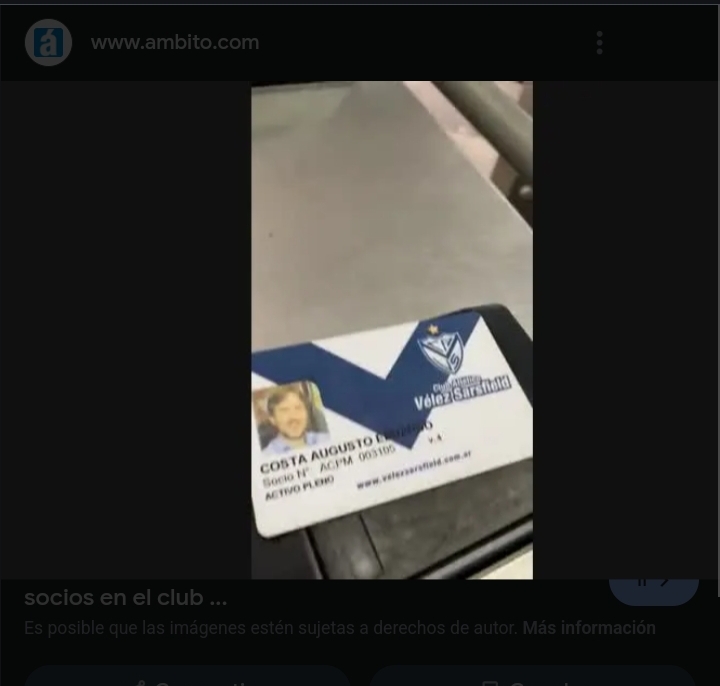 www.ambito.com
Club Atlético
Vélez Sarsfield
COSTA AUGUSTO
Socio N° ACPM 003105 v.4
ACTIVO PLENO
www.velezsarsfield.com.ar
socios en el club ...
Es posible que las imágenes estén sujetas a derechos de autor. Más información